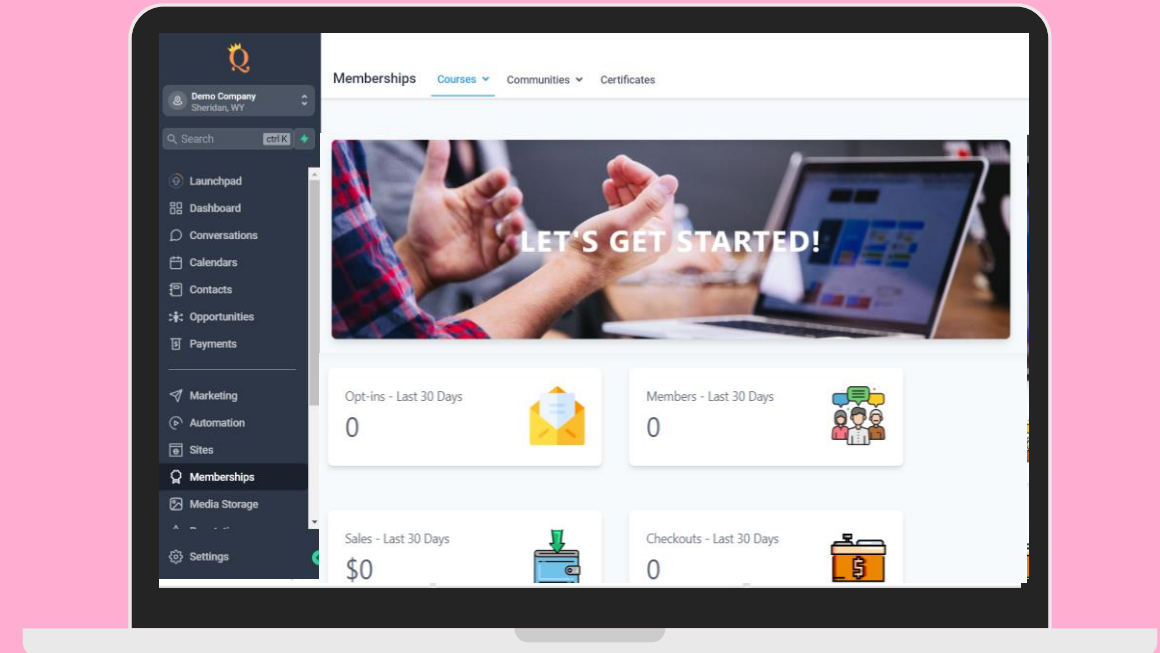 Q
Demo Company
Sheridan, WY
Search ctrl K
Launchpad
Dashboard
Conversations
Calendars
Contacts
Opportunities
Payments
Marketing
Automation
Sites
Memberships
Media Storage
Settings
Memberships Courses Communities Certificates
LET'S GET STARTED!
Opt-ins - Last 30 Days
0
Members - Last 30 Days
0
Sales - Last 30 Days
$0
Checkouts - Last 30 Days
0
$